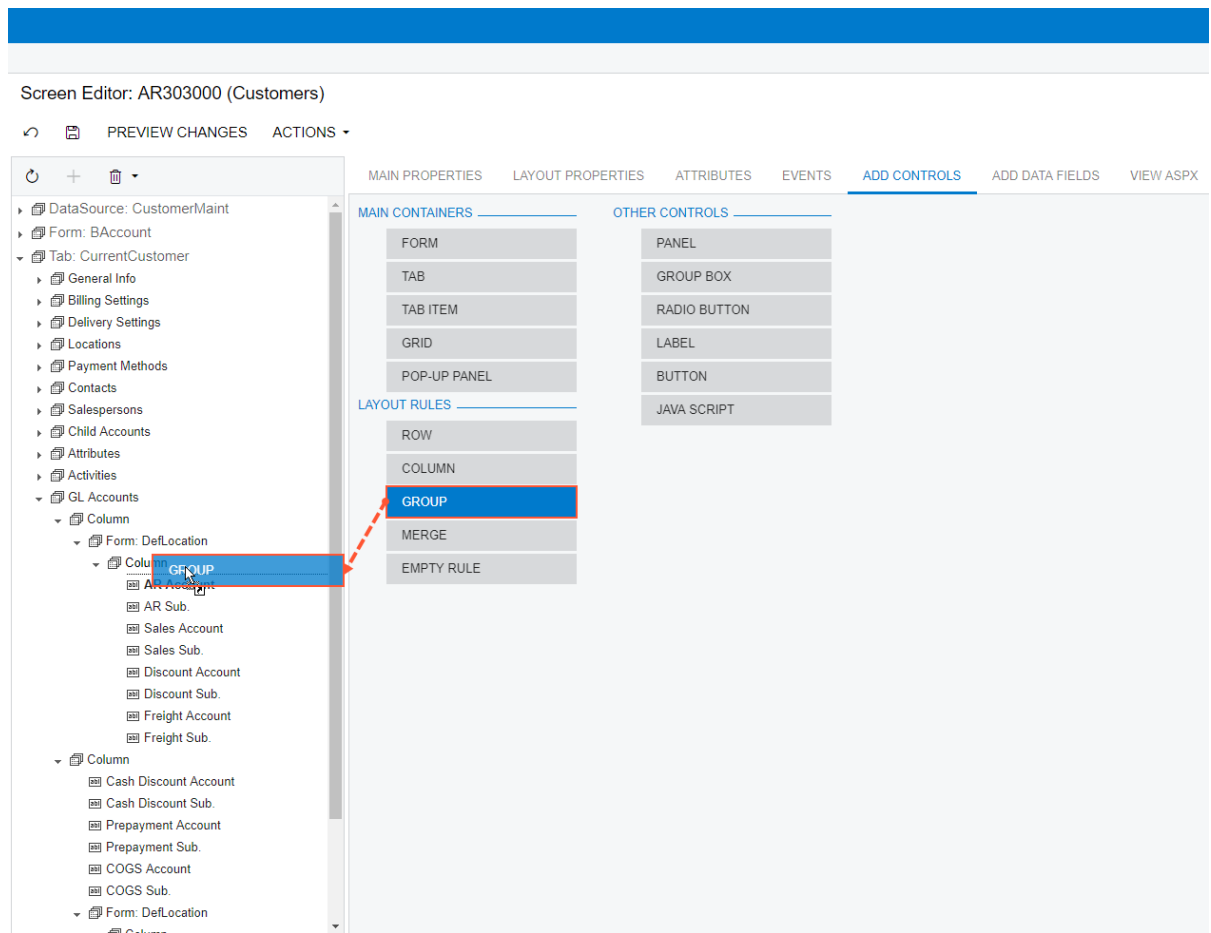 Screen Editor: AR303000 (Customers)
PREVIEW CHANGES ACTIONS
DataSource: CustomerMaint
Form: BAccount
Tab: CurrentCustomer
General Info
Billing Settings
Delivery Settings
Locations
Payment Methods
Contacts
Salespersons
Child Accounts
Attributes
Activities
GL Accounts
Column
Form: DefLocation
Column
GROUP
AR Account
AR Sub.
Sales Account
Sales Sub.
Discount Account
Discount Sub.
Freight Account
Freight Sub.
Column
Cash Discount Account
Cash Discount Sub.
Prepayment Account
Prepayment Sub.
COGS Account
COGS Sub.
Form: DefLocation
Column
MAIN PROPERTIES LAYOUT PROPERTIES ATTRIBUTES EVENTS ADD CONTROLS ADD DATA FIELDS VIEW ASPX
MAIN CONTAINERS
FORM
TAB
TAB ITEM
GRID
POP-UP PANEL
LAYOUT RULES
ROW
COLUMN
GROUP
MERGE
EMPTY RULE
OTHER CONTROLS
PANEL
GROUP BOX
RADIO BUTTON
LABEL
BUTTON
JAVA SCRIPT